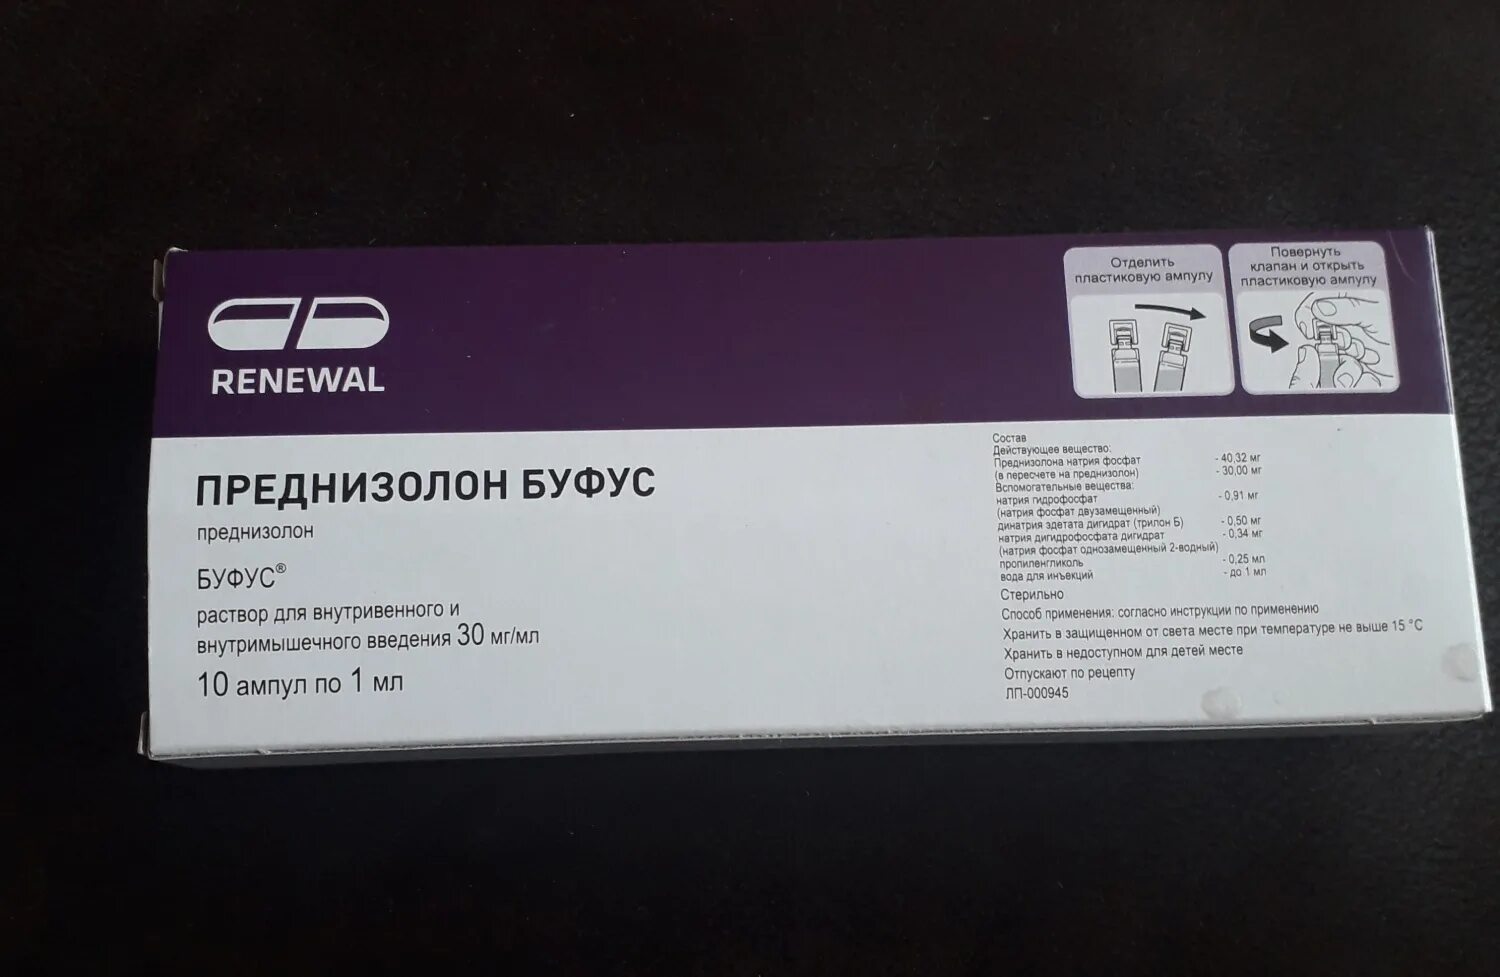 RENEWAL
Отделить
пластиковую ампулу
Повернуть
клапан и открыть
пластиковую ампулу
ПРЕДНИЗОЛОН БУФУС
преднизолон
БУФУС®
раствор для внутривенного и
внутримышечного введения 30 мг/мл
10 ампул по 1 мл
Состав
Действующее вещество:
Преднизолона натрия фосфат - 40,32 мг
(в пересчете на преднизолон) - 30,00 мг
Вспомогательные вещества:
натрия гидрофосфат - 0,91 мг
(натрия фосфат двузамещенный)
динатрия эдетата дигидрат (трилон Б) - 0,50 мг
натрия дигидрофосфата дигидрат - 0,34 мг
(натрия фосфат однозамещенный 2-водный)
пропиленгликоль - 0,25 мл
вода для инъекций - до 1 мл
Стерильно
Способ применения: согласно инструкции по применению
Хранить в защищенном от света месте при температуре не выше 15 °С
Хранить в недоступном для детей месте
Отпускают по рецепту
ЛП-000945